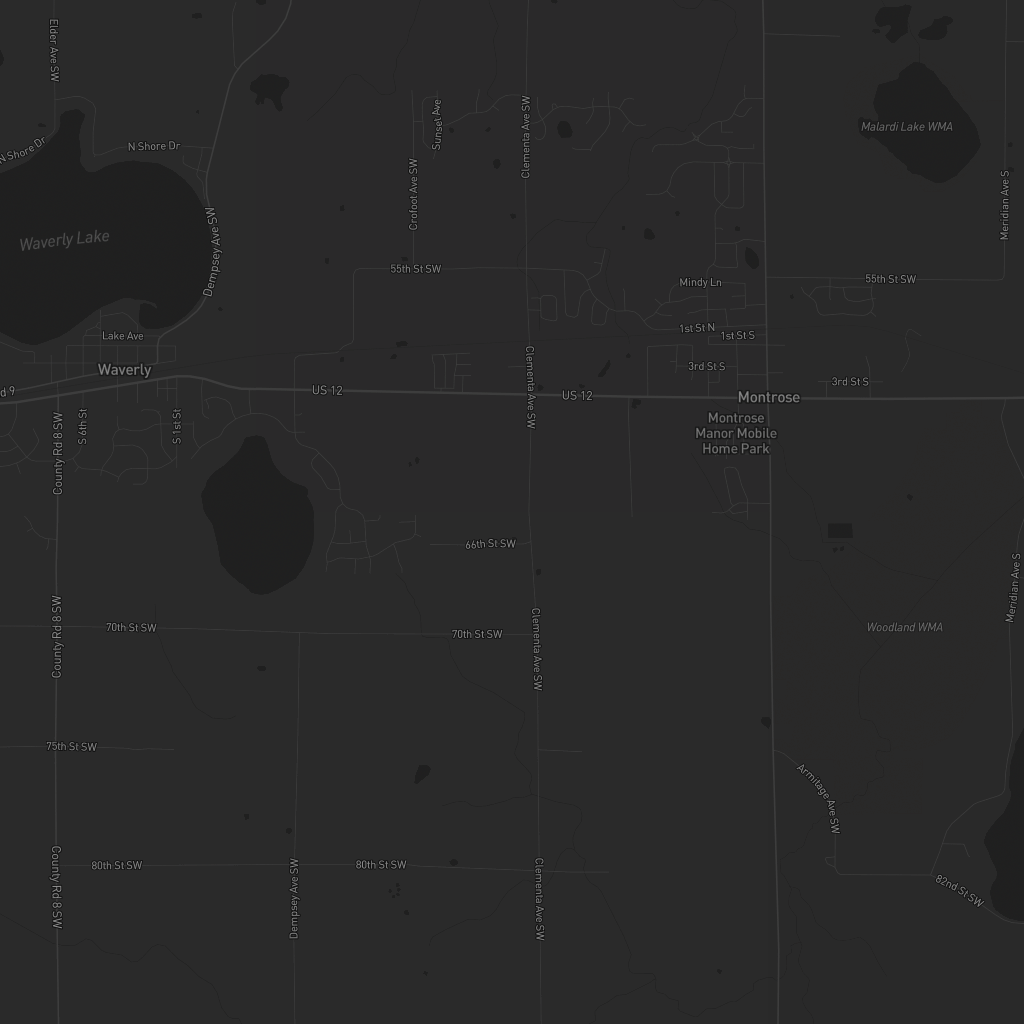 Elder Ave SW
Sunset Ave
Clementa Ave SW
Malardi Lake WMA
N Shore Dr
N Shore Dr
Crofoot Ave SW
Meridian Ave S
Waverly Lake
Dempsey Ave SW
55th St SW
55th St SW
Mindy Ln
1st St N
1st St S
Lake Ave
Waverly
3rd St S
3rd St S
Clementa Ave SW
d 9
US 12
US 12
Montrose
S 6th St
S 1st St
County Rd 8 SW
Montrose
Manor Mobile
Home Park
66th St SW
Meridian Ave S
County Rd 8 SW
70th St SW
70th St SW
Clementa Ave SW
Woodland WMA
75th St SW
Armitage Ave SW
County Rd 8 SW
80th St SW
80th St SW
Dempsey Ave SW
Clementa Ave SW
82nd St SW